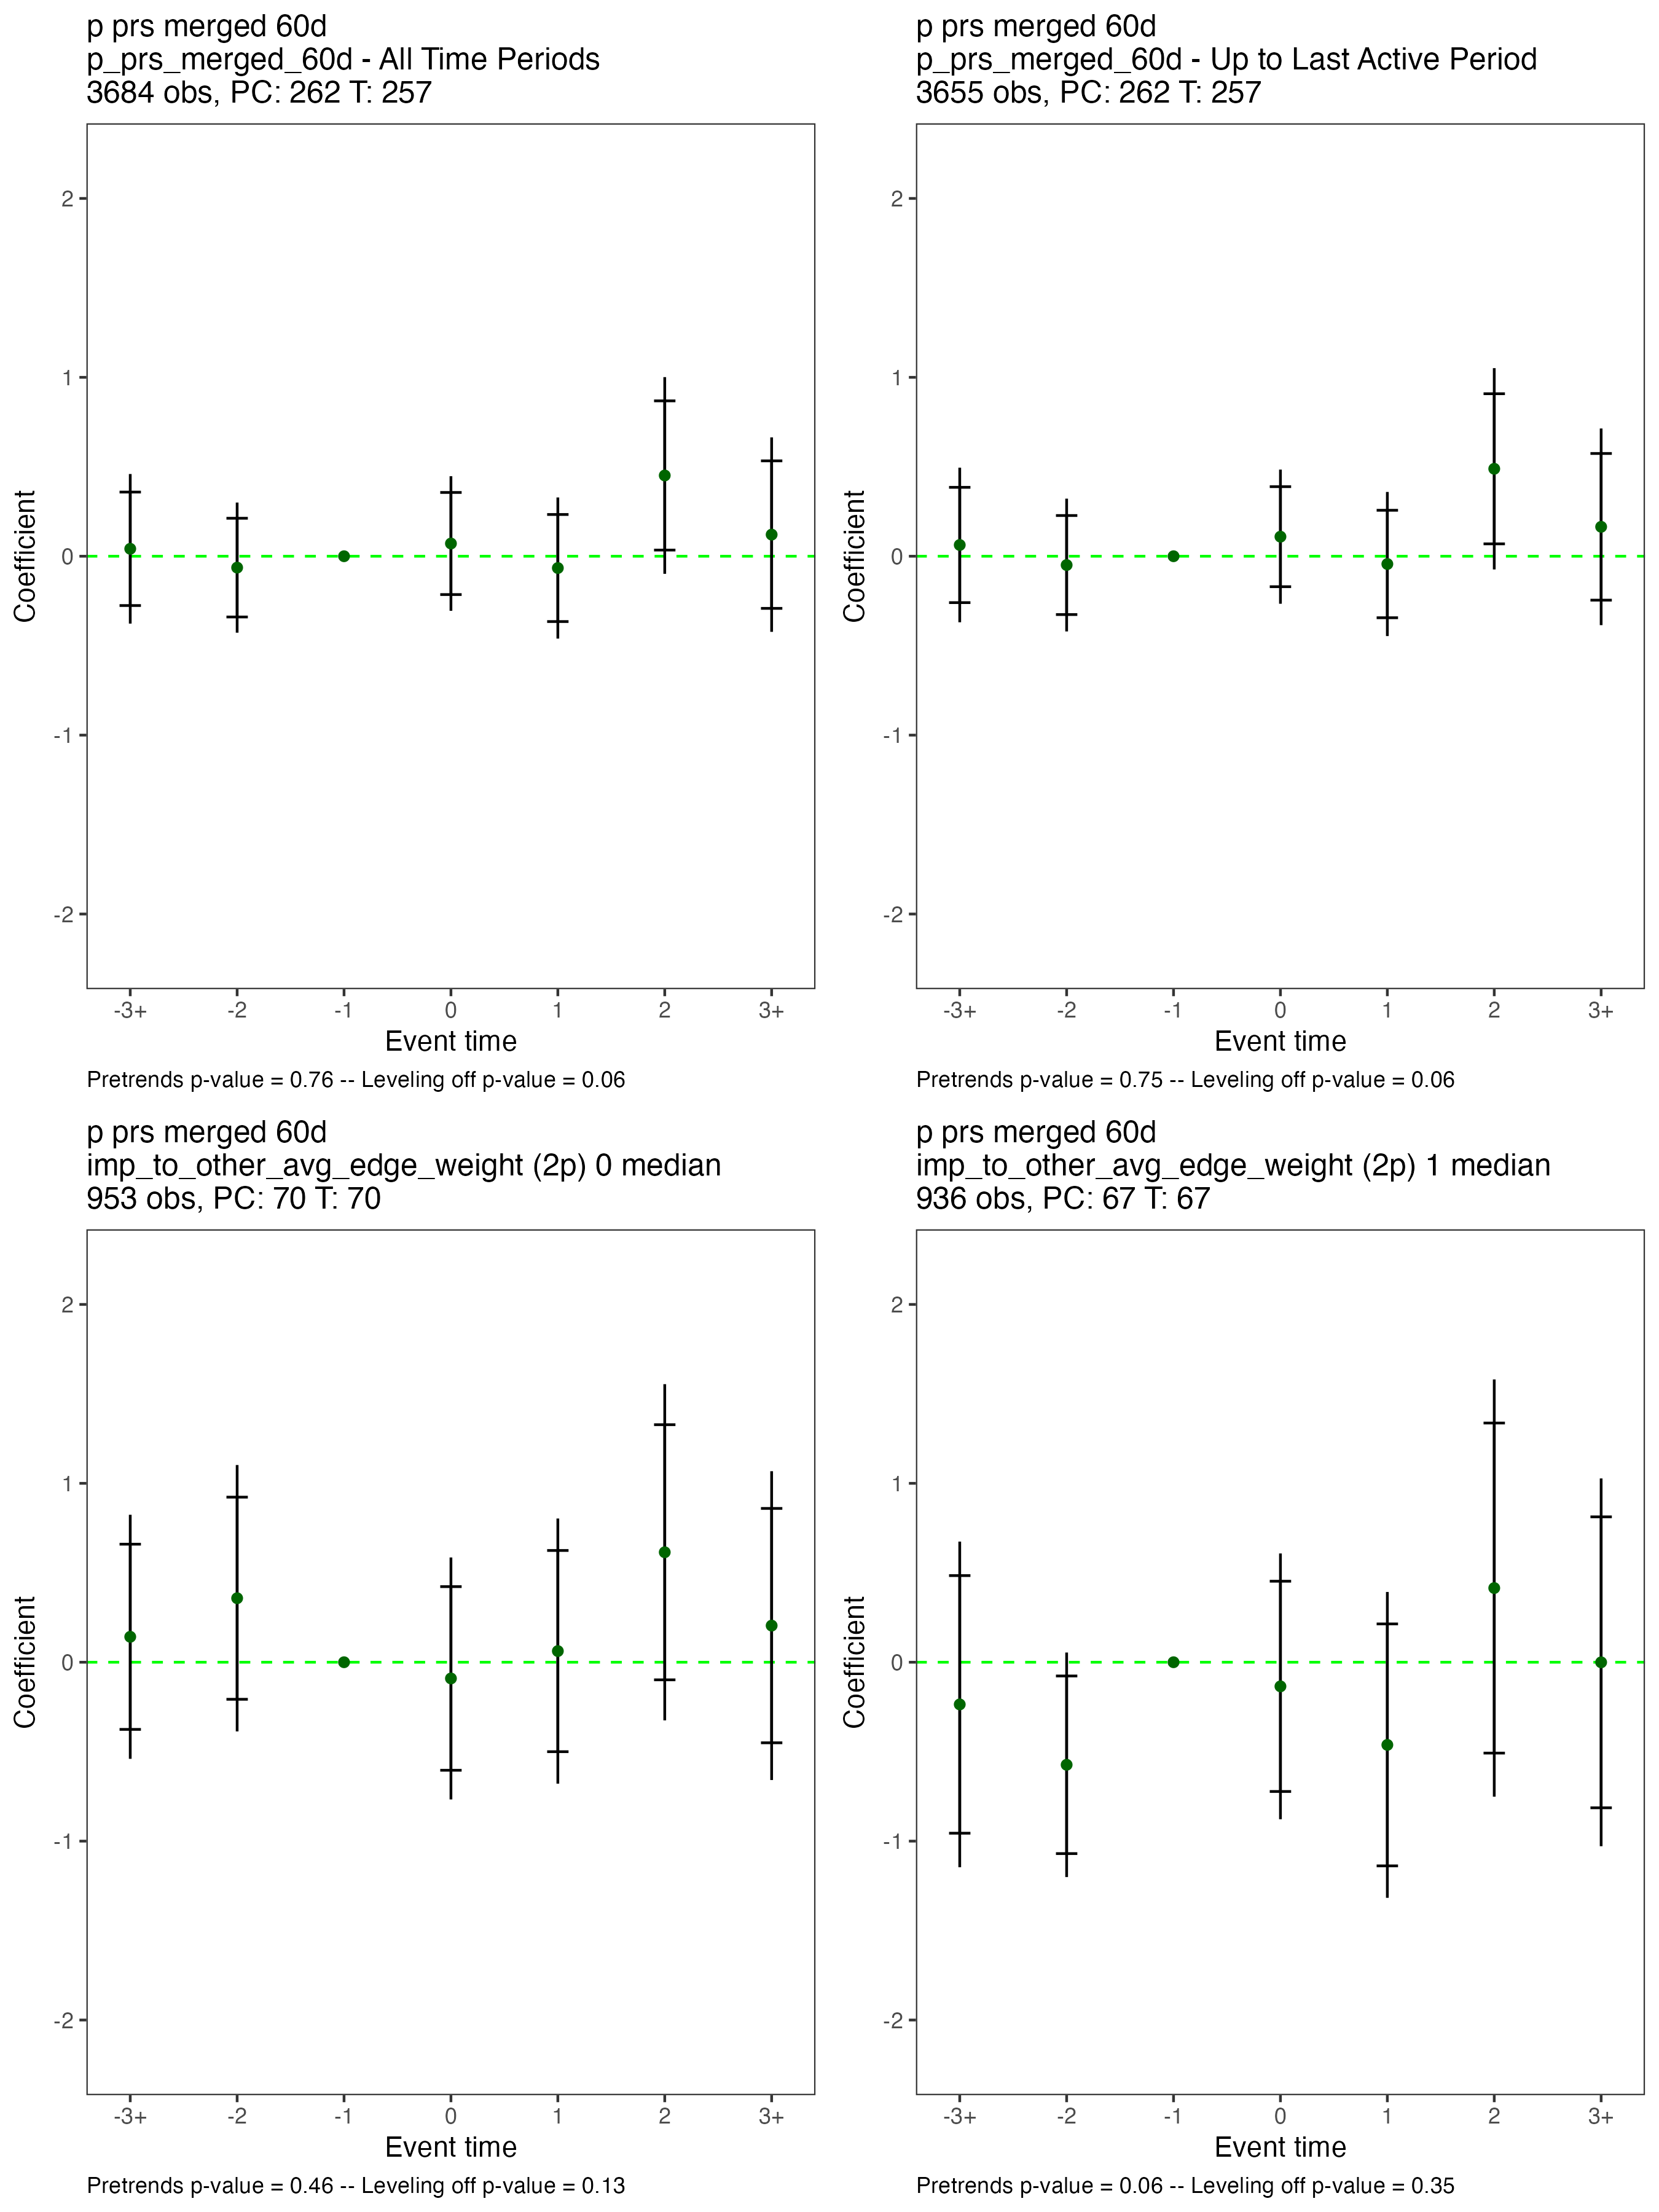 p prs merged 60d
p_prs_merged_60d - All Time Periods
3684 obs, PC: 262 T: 257
2
1
0
-1
-2
Coefficient
-3+ -2 -1 0 1 2 3+
Event time
Pretrends p-value = 0.76 -- Leveling off p-value = 0.06
p prs merged 60d
p_prs_merged_60d - Up to Last Active Period
3655 obs, PC: 262 T: 257
2
1
0
-1
-2
Coefficient
-3+ -2 -1 0 1 2 3+
Event time
Pretrends p-value = 0.75 -- Leveling off p-value = 0.06
p prs merged 60d
imp_to_other_avg_edge_weight (2p) 0 median
953 obs, PC: 70 T: 70
2
1
0
-1
-2
Coefficient
-3+ -2 -1 0 1 2 3+
Event time
Pretrends p-value = 0.46 -- Leveling off p-value = 0.13
p prs merged 60d
imp_to_other_avg_edge_weight (2p) 1 median
936 obs, PC: 67 T: 67
2
1
0
-1
-2
Coefficient
-3+ -2 -1 0 1 2 3+
Event time
Pretrends p-value = 0.06 -- Leveling off p-value = 0.35